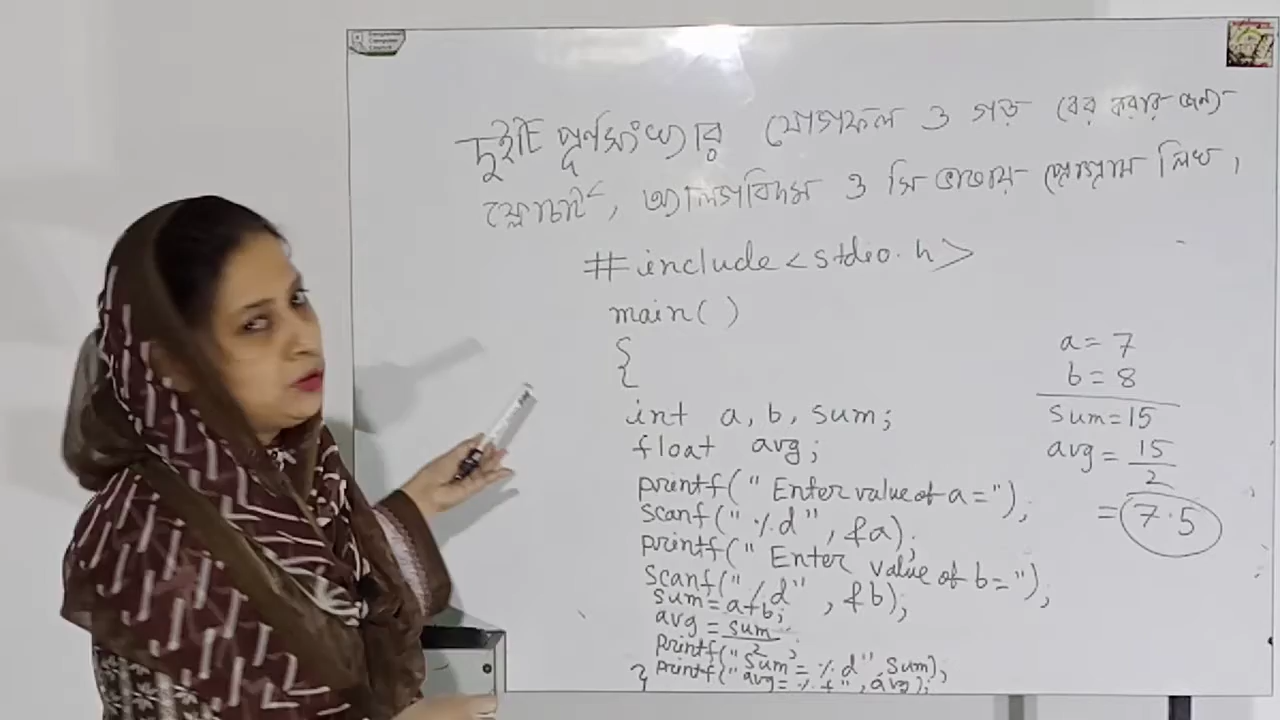 দুইটি পূর্ণসংখ্যার যোগফল ও গড় বের করার জন্য
ফ্লোচার্ট, অ্যালগরিদম ও সি ভাষায় প্রোগ্রাম লিখ।
#include<stdio.h>
main( )
{
int a, b, sum;
float avg;
printf(" Enter value of a =");
scanf("%d", &a);
printf(" Enter value of b=");
scanf("%d", &b);
sum=a+b;
avg = sum/2;
printf("sum = %d", sum);
printf("avg=%f", avg);
}
a= 7
b= 8
sum=15
avg = 15/2
= 7.5